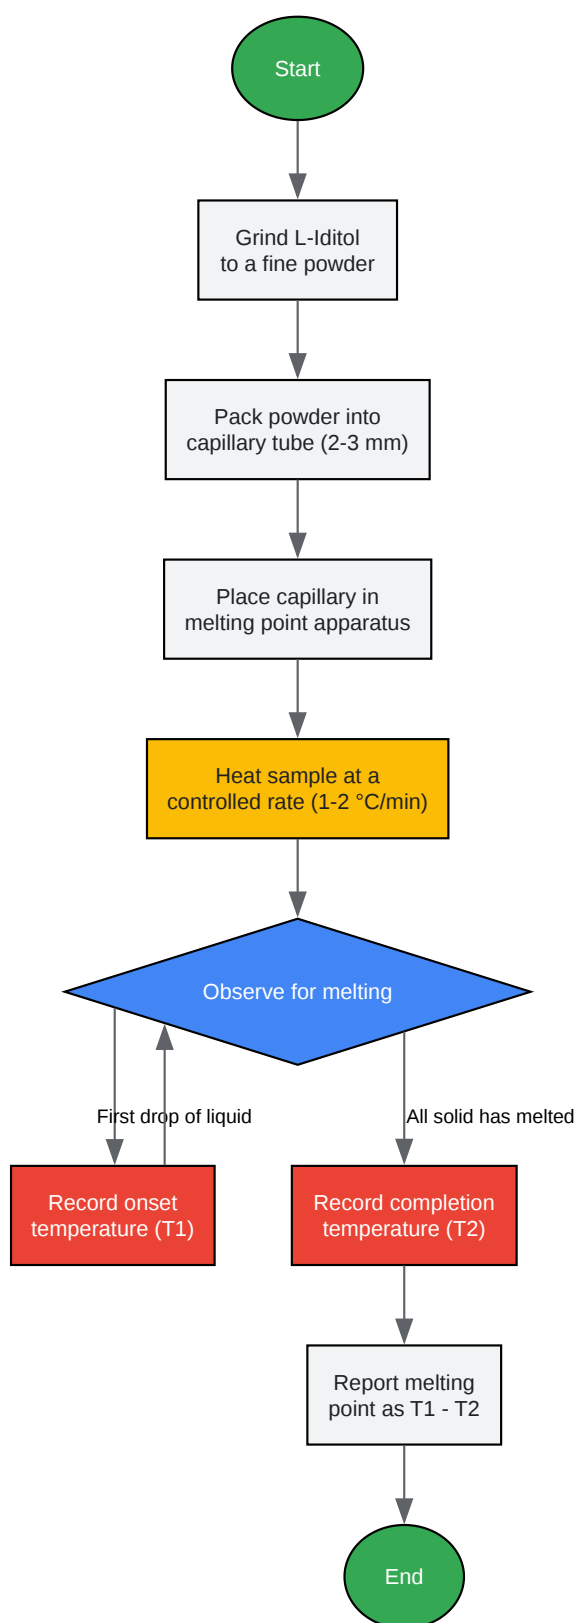 Start
Grind L-Iditol
to a fine powder
Pack powder into
capillary tube (2-3 mm)
Place capillary in
melting point apparatus
Heat sample at a
controlled rate (1-2 °C/min)
Observe for melting
First drop of liquid
All solid has melted
Record onset
temperature (T1)
Record completion
temperature (T2)
Report melting
point as T1 - T2
End